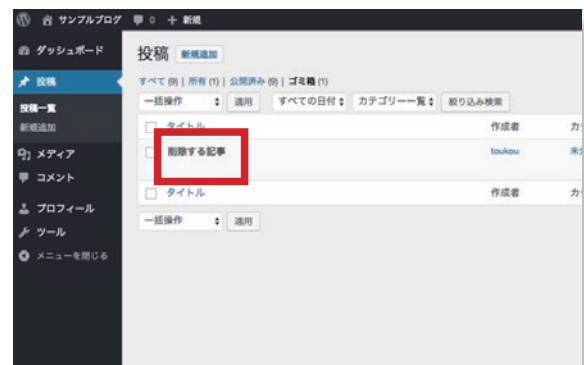 サンプルブログ 0 + 新規
ダッシュボード
投稿
投稿一覧
新規追加
メディア
コメント
プロフィール
ツール
メニューを閉じる
投稿 新規追加
すべて (9) | 所有 (1) | 公開済み (9) | ゴミ箱 (1)
一括操作 適用 すべての日付 カテゴリー一覧 絞り込み検索
タイトル 作成者 カ
削除する記事 toukou 未分
タイトル 作成者 カ
一括操作 適用